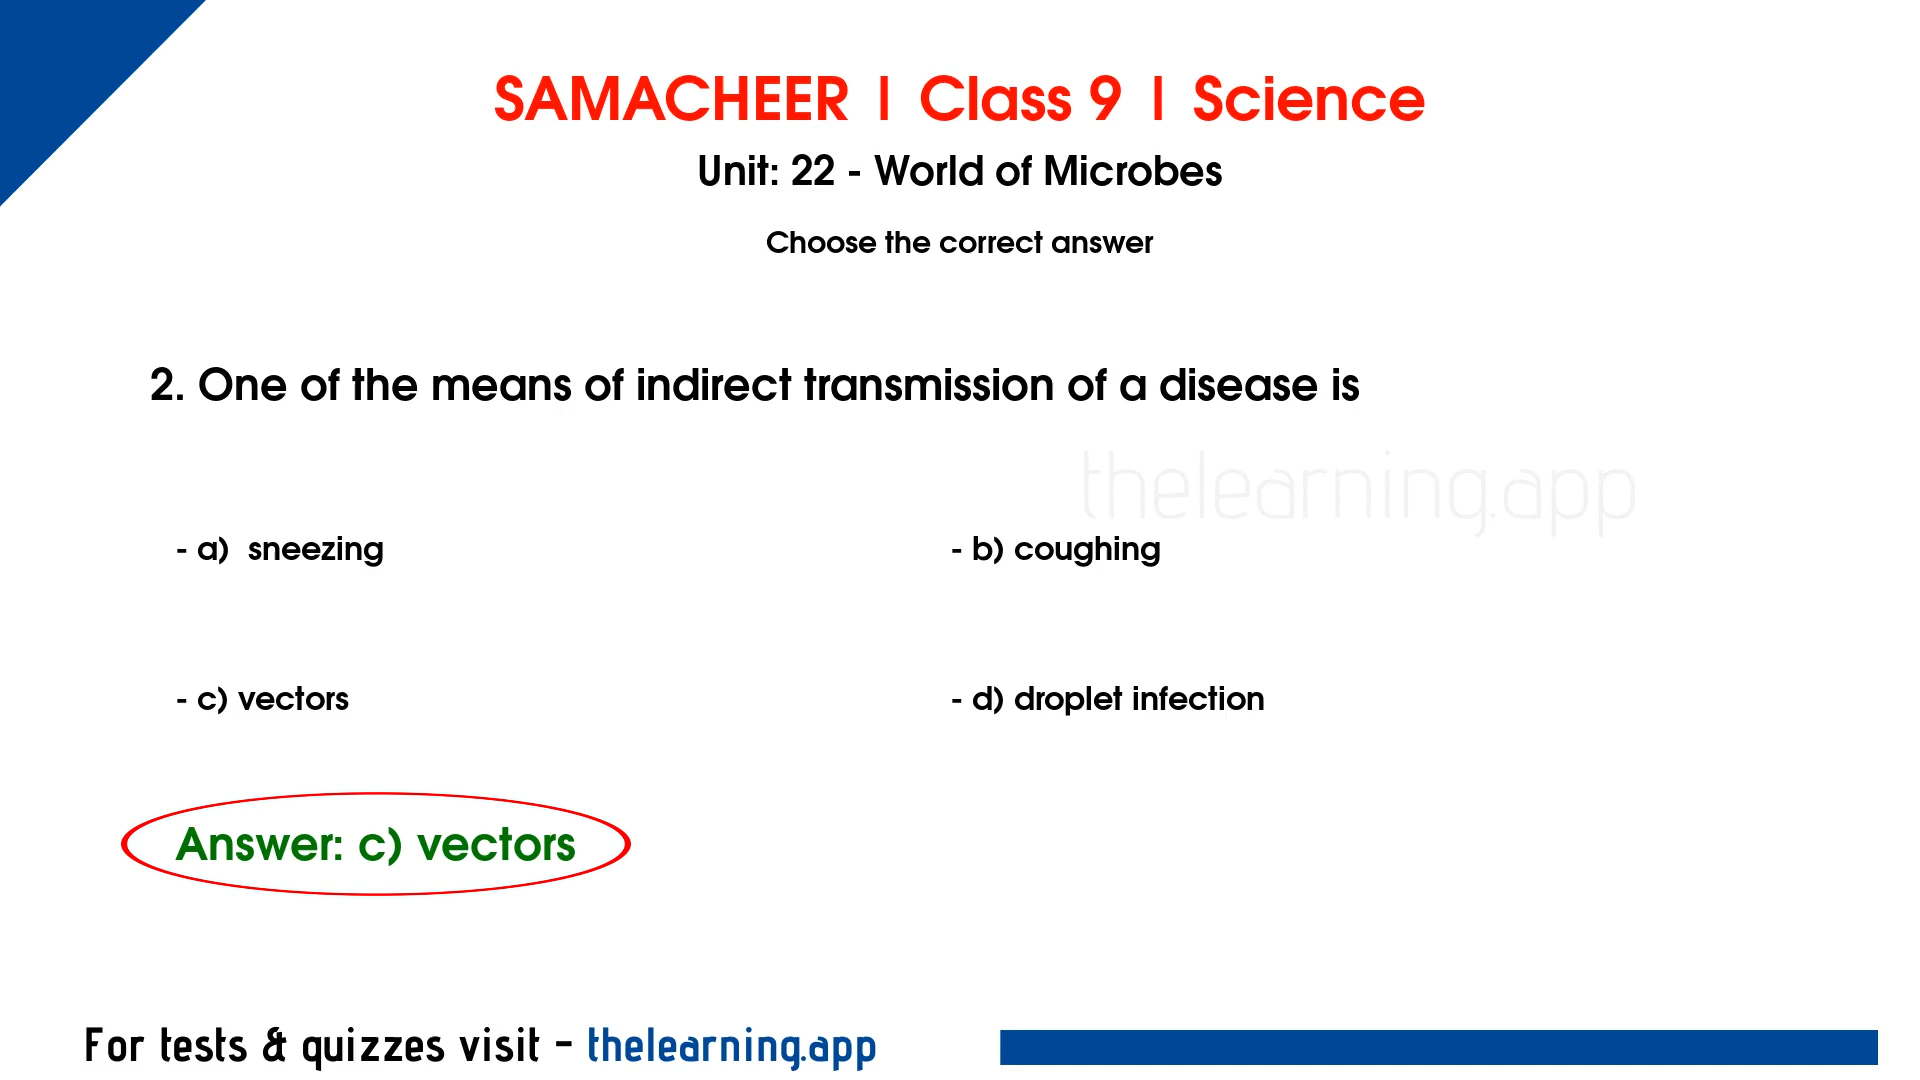 SAMACHEER | Class 9 | Science
Unit: 22 - World of Microbes
Choose the correct answer
2. One of the means of indirect transmission of a disease is
thelearning.app
- a)  sneezing
- b) coughing
- c) vectors
- d) droplet infection
Answer: c) vectors
For tests & quizzes visit - thelearning.app